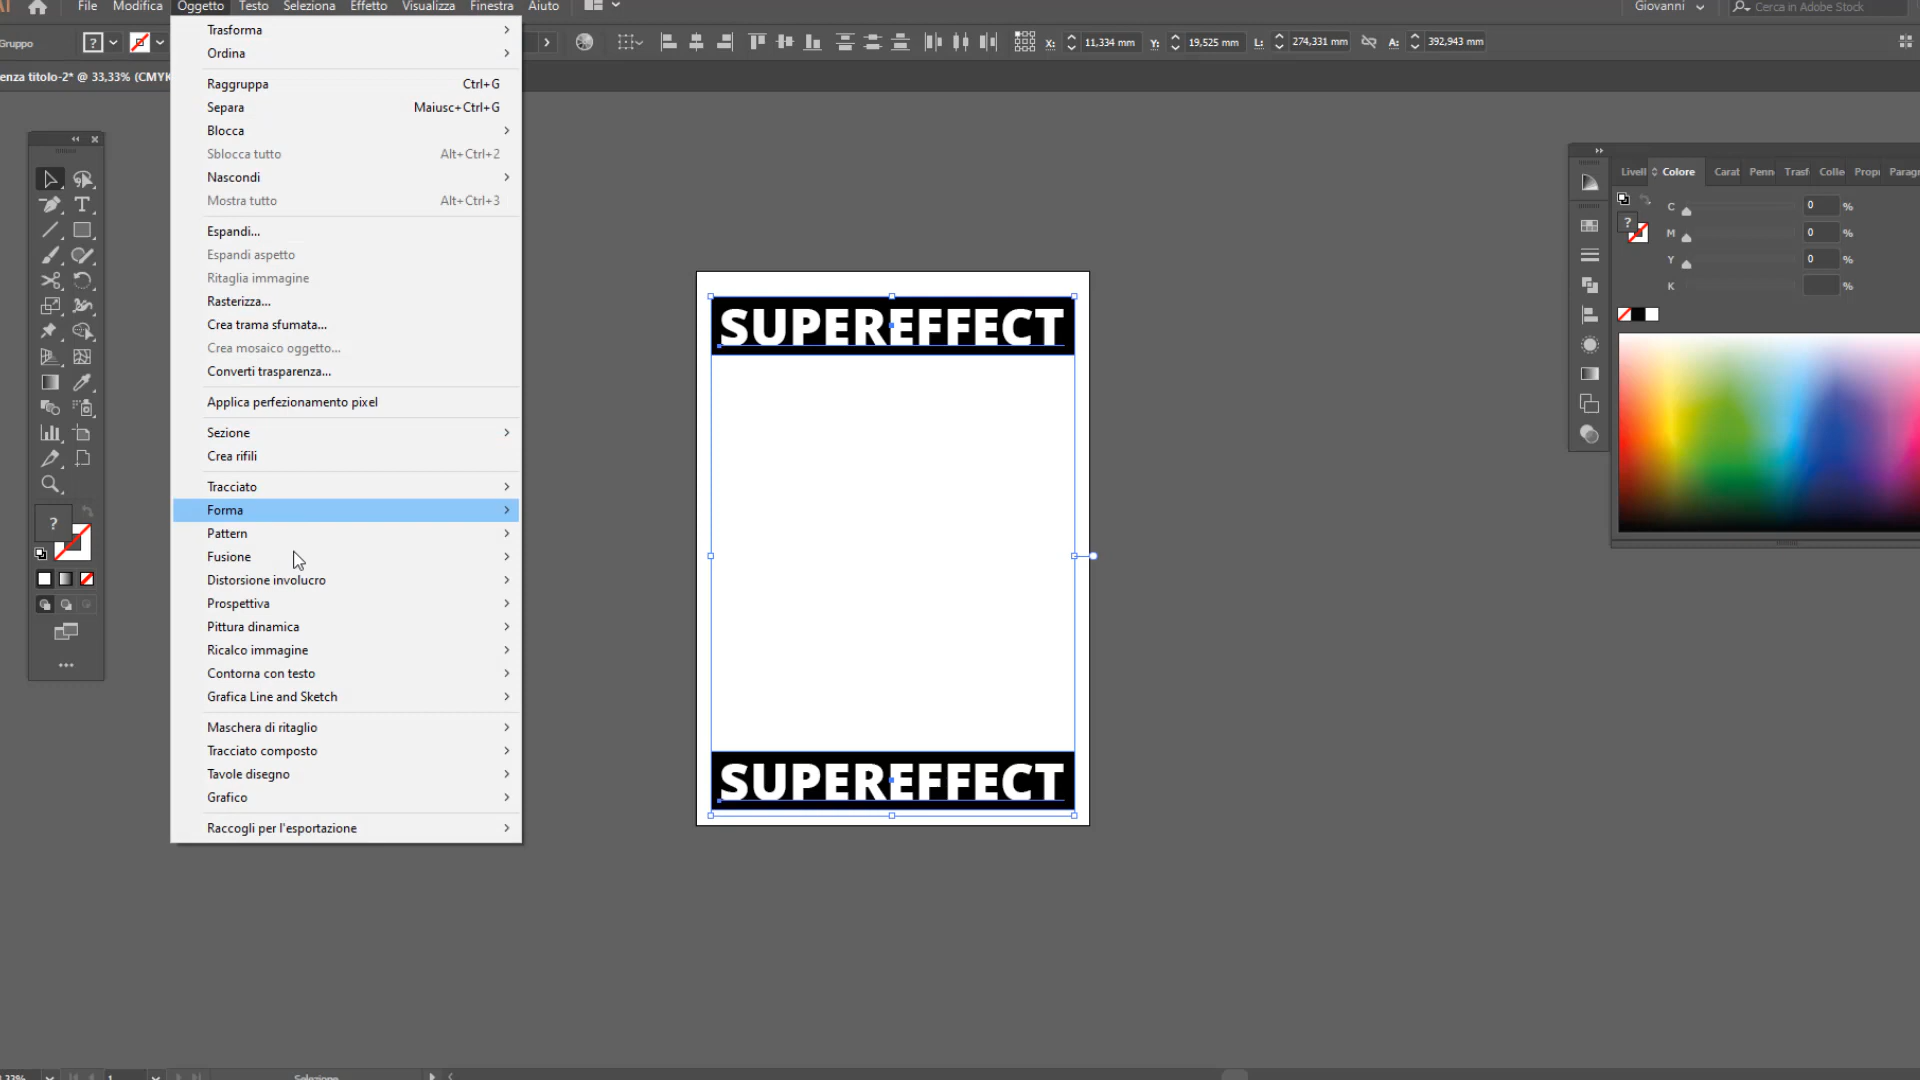 File Modifica Oggetto Testo Seleziona Effetto Visualizza Finestra Aiuto Giovanni Cerca in Adobe Stock
Gruppo ? X: 11,334 mm Y: 19,525 mm L: 274,331 mm A: 392,943 mm
enza titolo-2* @ 33,33% (CMYK
Trasforma
Ordina
Raggruppa Ctrl+G
Separa Maiusc+Ctrl+G
Blocca
Sblocca tutto Alt+Ctrl+2
Nascondi
Mostra tutto Alt+Ctrl+3
Espandi...
Espandi aspetto
Ritaglia immagine
Rasterizza...
Crea trama sfumata...
Crea mosaico oggetto...
Converti trasparenza...
Applica perfezionamento pixel
Sezione
Crea rifili
Tracciato
Forma
Pattern
Fusione
Distorsione involucro
Prospettiva
Pittura dinamica
Ricalco immagine
Contorna con testo
Grafica Line and Sketch
Maschera di ritaglio
Tracciato composto
Tavole disegno
Grafico
Raccogli per l'esportazione
?
SUPEREFFECT
SUPEREFFECT
Livell Colore Carat Penn Trasf Colle Propi Paragr
C 0 %
? M 0 %
Y 0 %
K %
1 Selezione